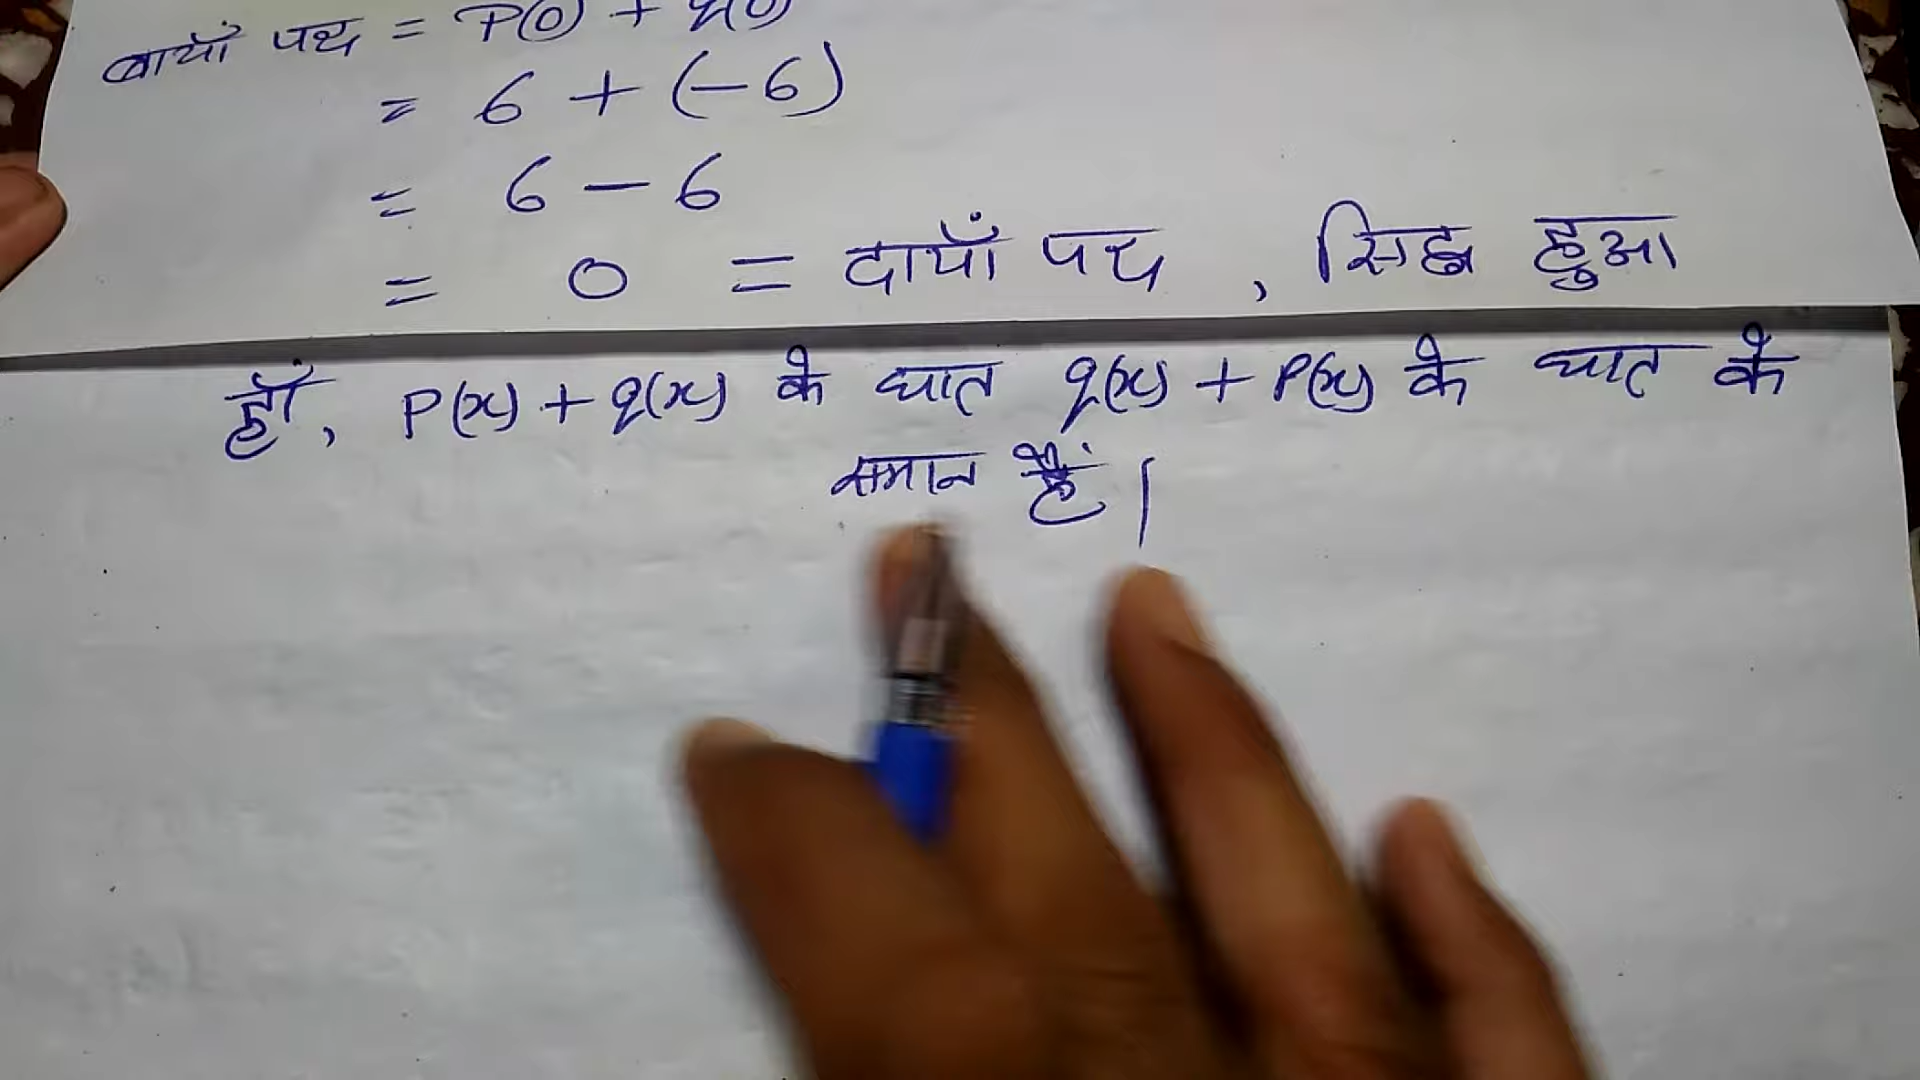 बायाँ पक्ष = P(0) + q(0)
= 6 + (-6)
= 6 - 6
= 0 = दायाँ पक्ष , सिद्ध हुआ
हाँ, P(x) + q(x) के घात q(x) + P(x) के घात के
समान हैं।